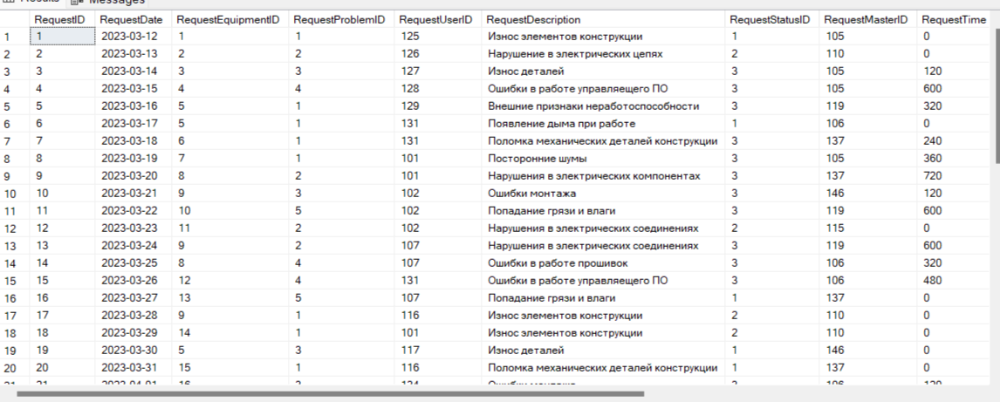 Results Messages
RequestID RequestDate RequestEquipmentID RequestProblemID RequestUserID RequestDescription RequestStatusID RequestMasterID RequestTime
1 1 2023-03-12 1 1 125 Износ элементов конструкции 1 105 0
2 2 2023-03-13 2 2 126 Нарушение в электрических цепях 2 110 0
3 3 2023-03-14 3 3 127 Износ деталей 3 105 120
4 4 2023-03-15 4 4 128 Ошибки в работе управляещего ПО 3 105 600
5 5 2023-03-16 5 1 129 Внешние признаки неработоспособности 3 119 320
6 6 2023-03-17 5 1 131 Появление дыма при работе 1 106 0
7 7 2023-03-18 6 1 131 Поломка механических деталей конструкции 3 137 240
8 8 2023-03-19 7 1 101 Посторонние шумы 3 105 360
9 9 2023-03-20 8 2 101 Нарушения в электрических компонентах 3 137 720
10 10 2023-03-21 9 3 102 Ошибки монтажа 3 146 120
11 11 2023-03-22 10 5 102 Попадание грязи и влаги 3 119 600
12 12 2023-03-23 11 2 102 Нарушения в электрических соединениях 2 115 0
13 13 2023-03-24 9 2 107 Нарушения в электрических соединениях 3 119 600
14 14 2023-03-25 8 4 107 Ошибки в работе прошивок 3 106 320
15 15 2023-03-26 12 4 131 Ошибки в работе управляещего ПО 3 106 480
16 16 2023-03-27 13 5 107 Попадание грязи и влаги 1 137 0
17 17 2023-03-28 9 1 116 Износ элементов конструкции 2 110 0
18 18 2023-03-29 14 1 101 Износ элементов конструкции 2 110 0
19 19 2023-03-30 5 3 117 Износ деталей 1 146 0
20 20 2023-03-31 15 1 116 Поломка механических деталей конструкции 1 137 0